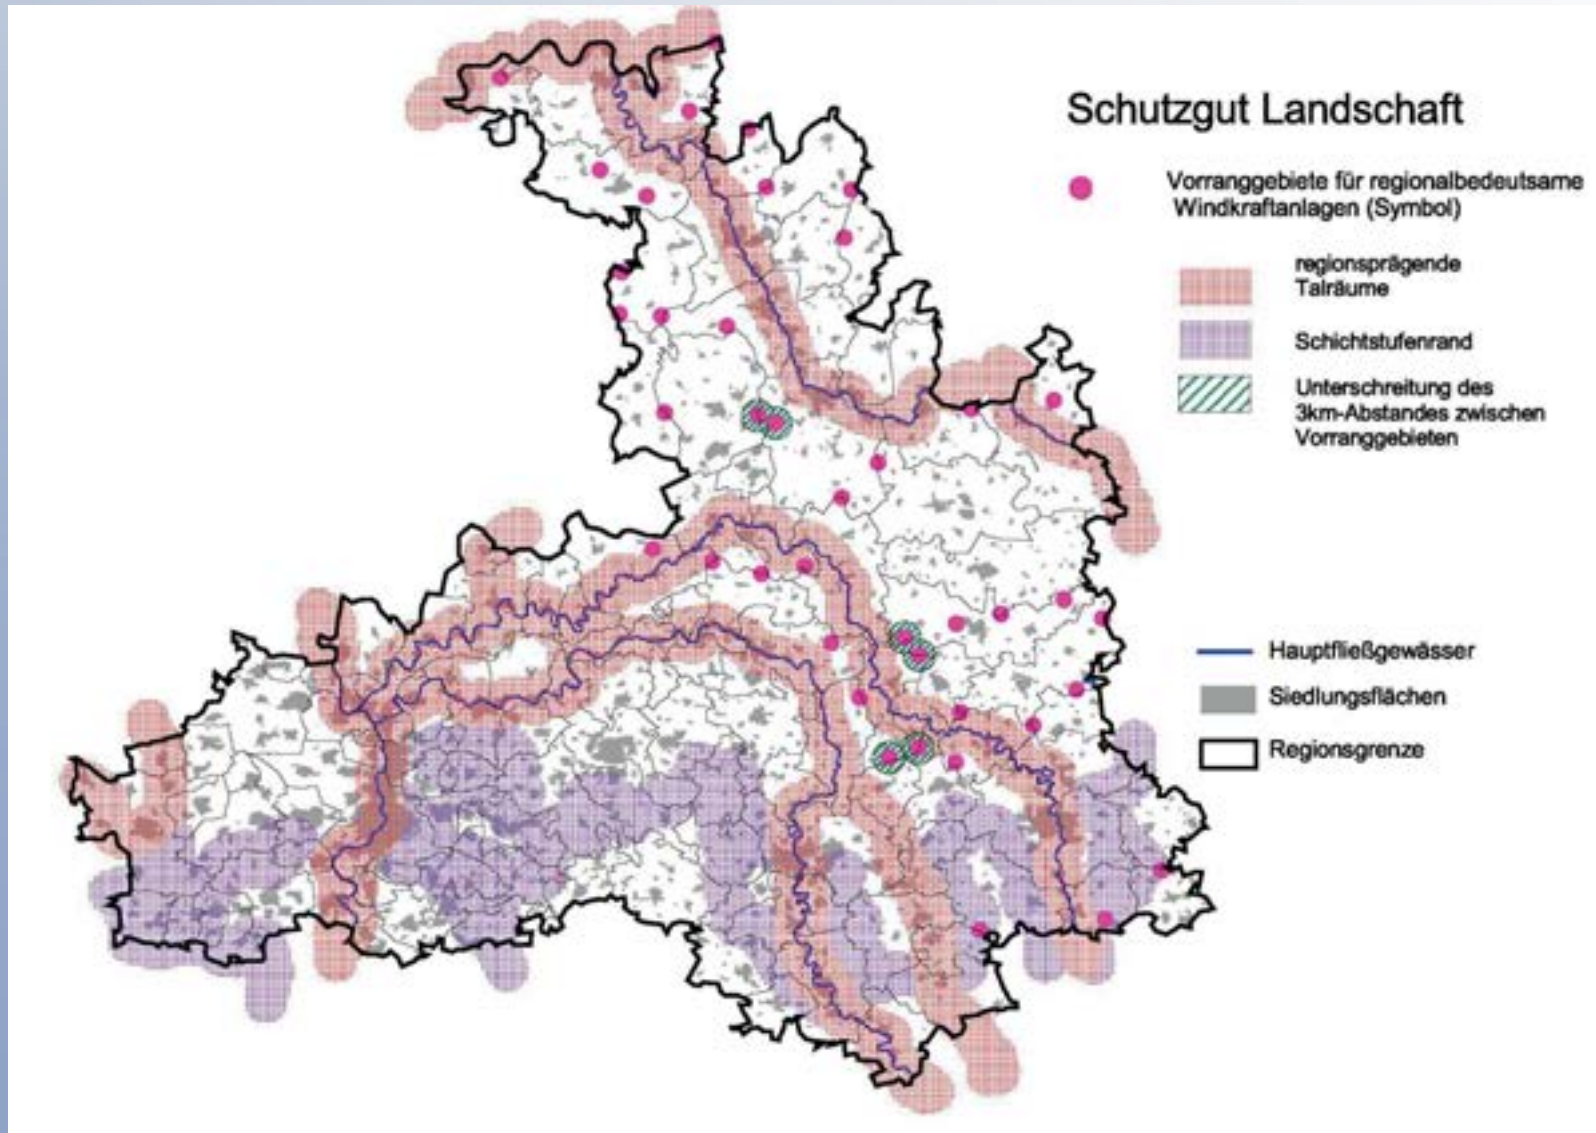 Schutzgut Landschaft
Vorranggebiete für regionalbedeutsame
Windkraftanlagen (Symbol)
regionsprägende
Talräume
Schichtstufenrand
Unterschreitung des
3km-Abstandes zwischen
Vorranggebieten
Hauptfließgewässer
Siedlungsflächen
Regionsgrenze